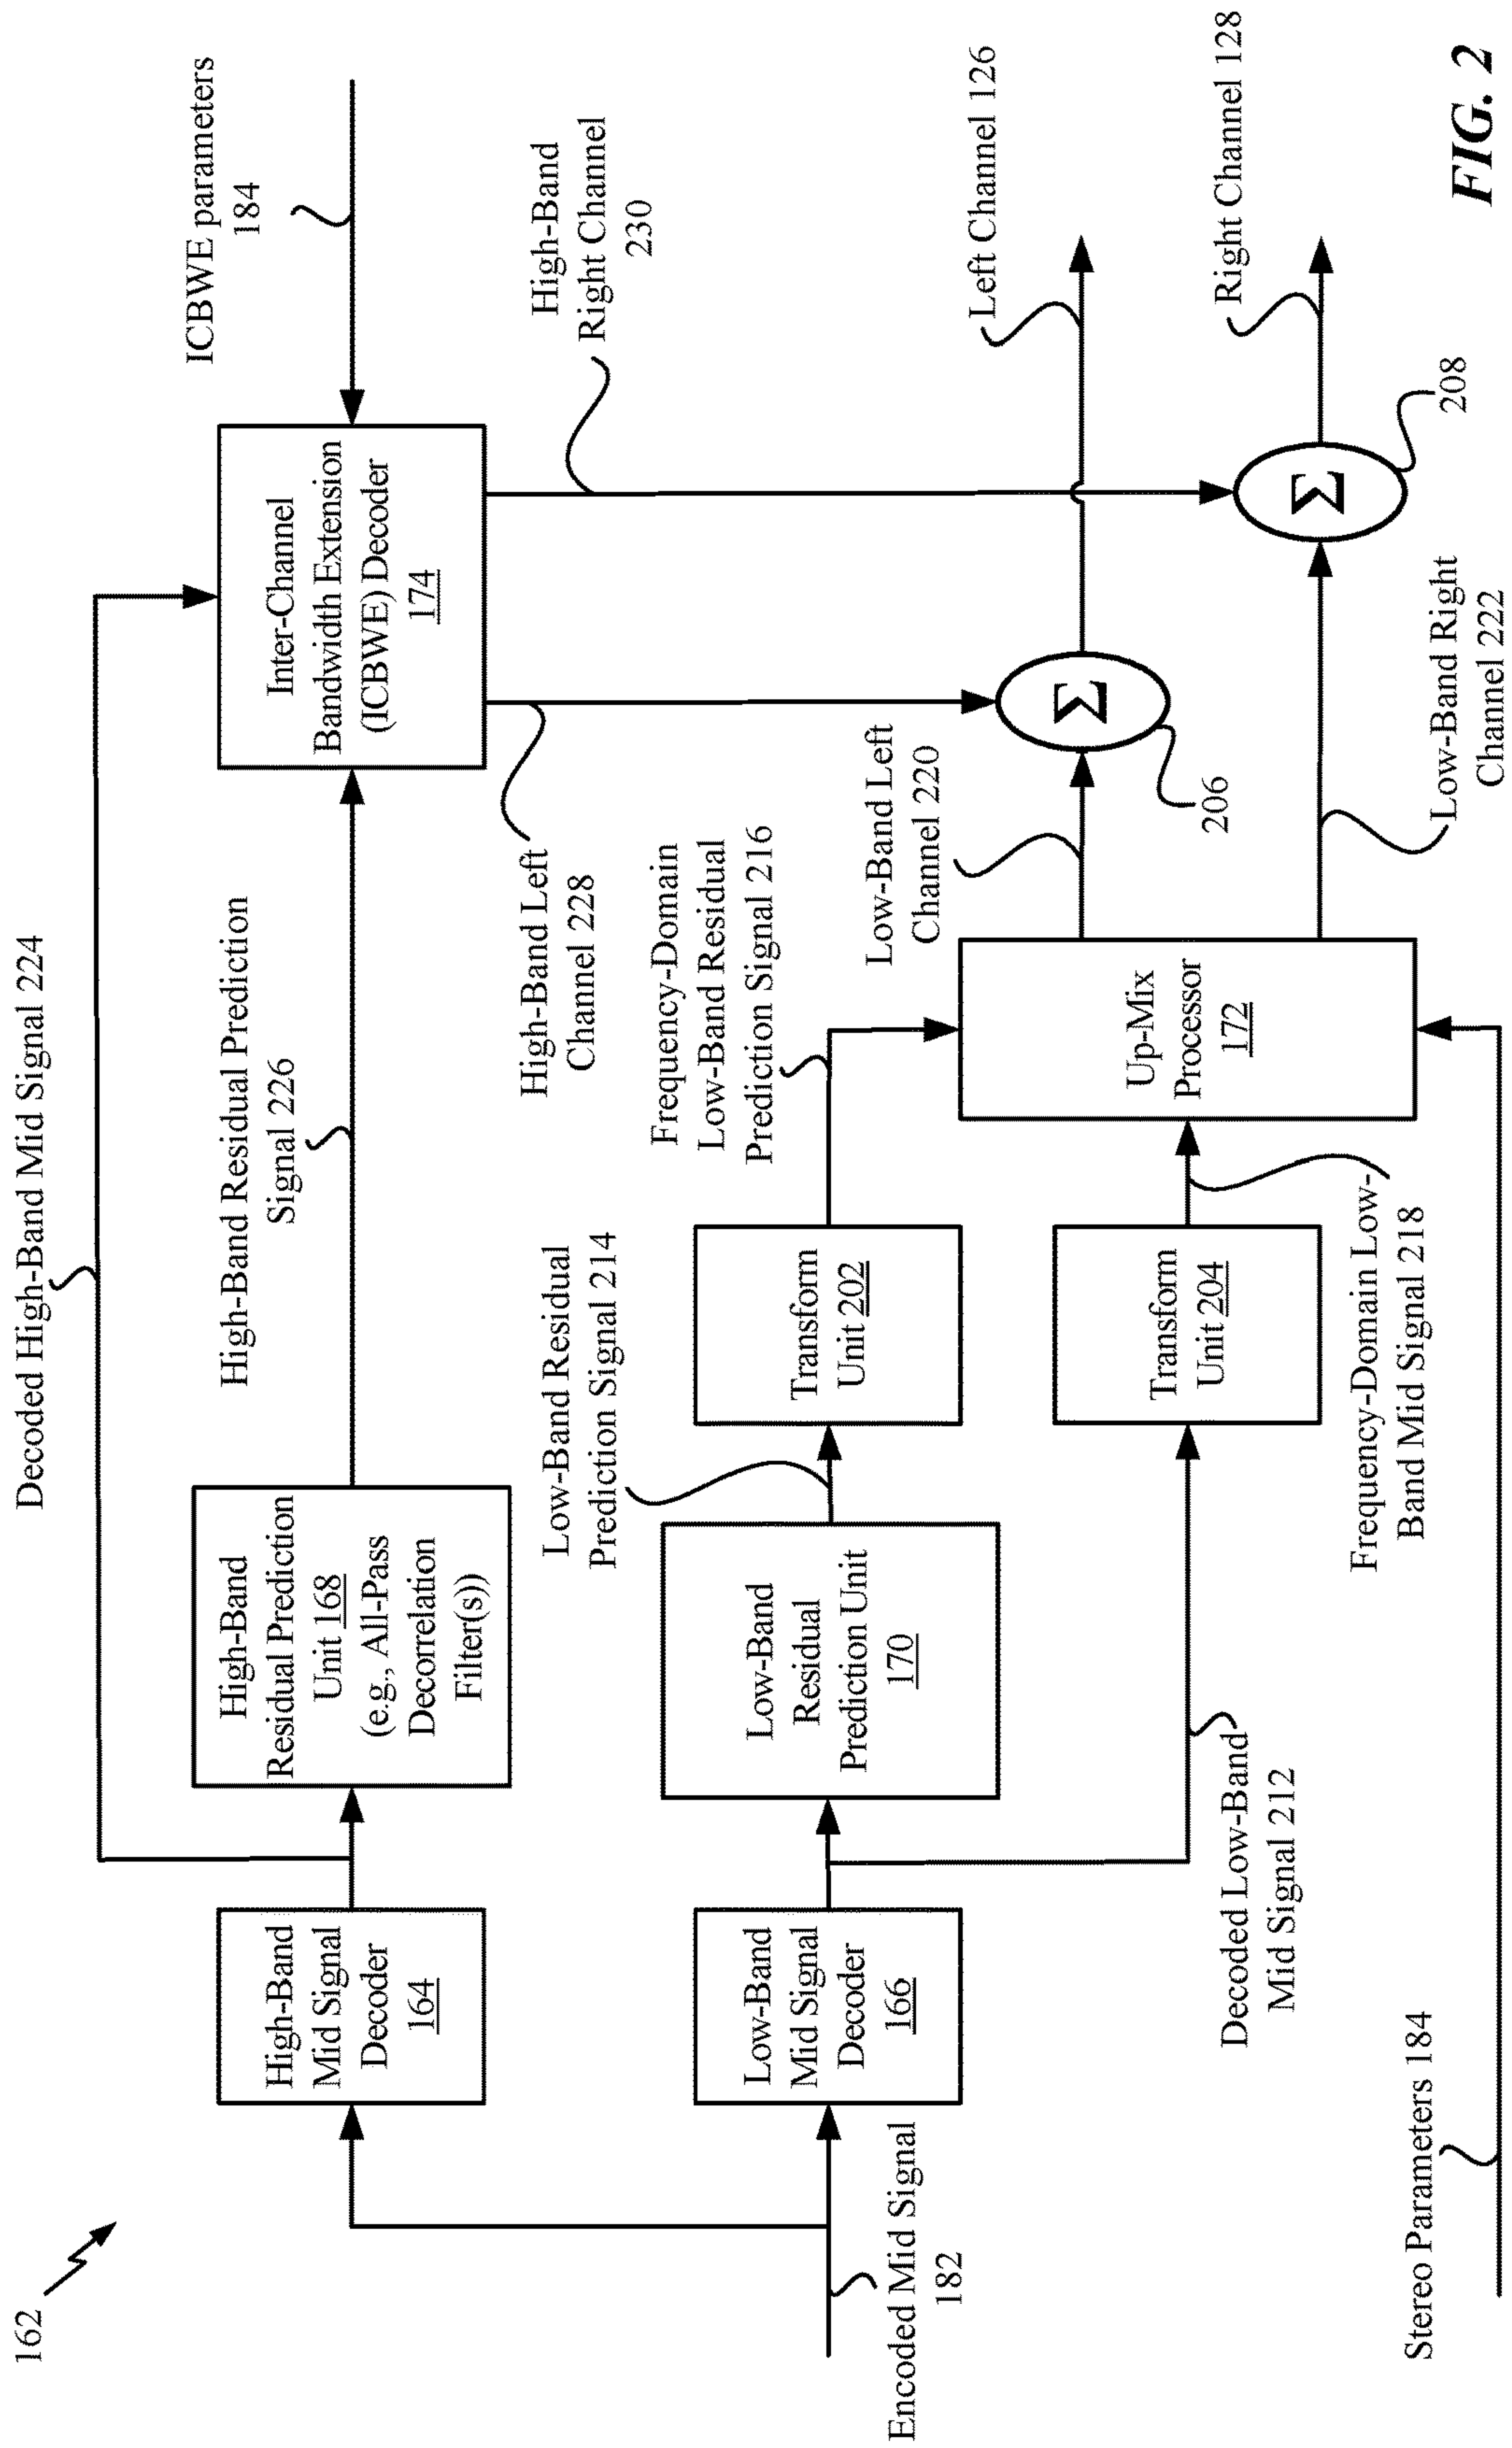 162
Decoded High-Band Mid Signal 224
ICBWE parameters
184
High-Band
Mid Signal
Decoder
164
High-Band
Residual Prediction
Unit 168
(e.g., All-Pass
Decorrelation
Filter(s))
High-Band Residual Prediction
Signal 226
Inter-Channel
Bandwidth Extension
(ICBWE) Decoder
174
High-Band Left
Channel 228
High-Band
Right Channel
230
Encoded Mid Signal
182
Low-Band
Mid Signal
Decoder
166
Low-Band
Residual
Prediction Unit
170
Low-Band Residual
Prediction Signal 214
Transform
Unit 202
Frequency-Domain
Low-Band Residual
Prediction Signal 216
Decoded Low-Band
Mid Signal 212
Transform
Unit 204
Frequency-Domain Low-
Band Mid Signal 218
Up-Mix
Processor
172
Low-Band Left
Channel 220
Σ
206
Left Channel 126
Low-Band Right
Channel 222
Σ
208
Right Channel 128
Stereo Parameters 184
FIG. 2